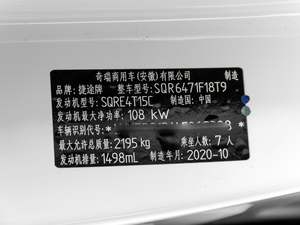 奇瑞商用车(安徽)有限公司 制造
品牌:捷途牌 整车型号:SQR6471F18T9
发动机型号:SQRE4T15C 制造国:中国
发动机最大净功率:108 kW
车辆识别代号:*
最大允许总质量:2195 kg 乘坐人数:7 人
发动机排量:1498mL 制造年月:2020-10